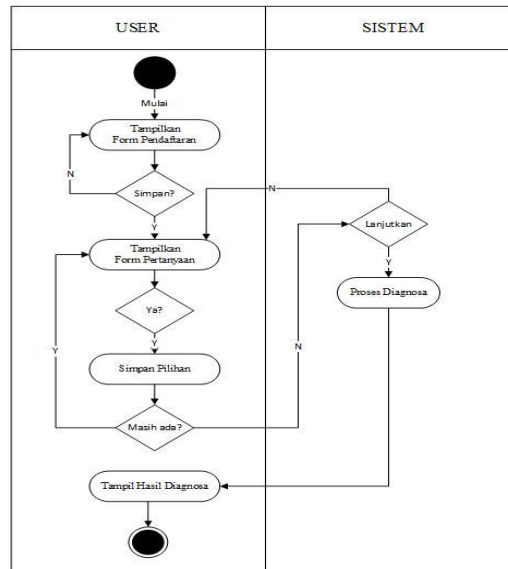 USER
SISTEM
Mulai
Tampilkan
Form Pendaftaran
N
Simpan?
Y
N
Lanjutkan
Tampilkan
Form Pertanyaan
Y
Proses Diagnosa
Ya?
Y
Y
N
Simpan Pilihan
Masih ada?
Tampil Hasil Diagnosa